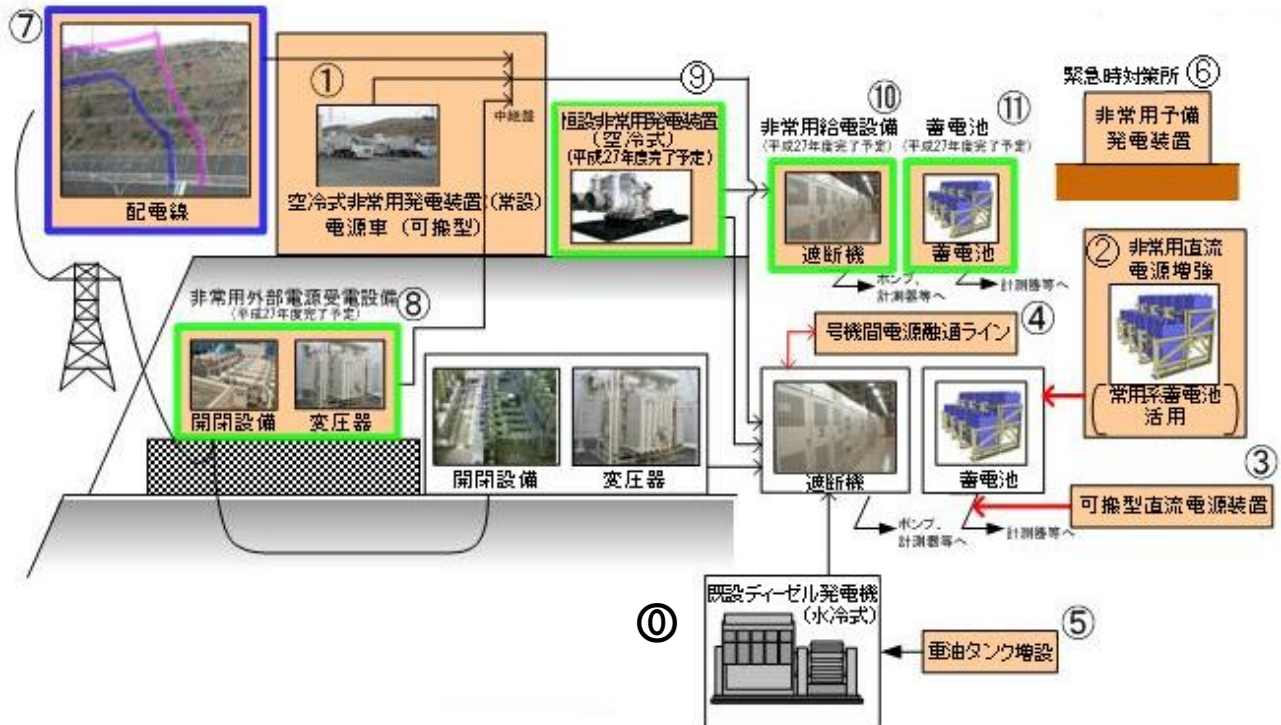 ⑦
配電線
①
中継盤
空冷式非常用発電装置(常設)
電源車(可搬型)
⑨
恒設非常用発電装置
(空冷式)
(平成27年度完了予定)
⑩
非常用給電設備
(平成27年度完了予定)
遮断機
ポンプ、
計測器等へ
⑪
蓄電池
(平成27年度完了予定)
蓄電池
計測器等へ
緊急時対策所⑥
非常用予備
発電装置
②非常用直流
電源増強
(常用系蓄電池
活用)
非常用外部電源受電設備
(平成27年度完了予定)
⑧
開閉設備
変圧器
④
号機間電源融通ライン
開閉設備
変圧器
遮断機
ポンプ、
計測器等へ
蓄電池
計測器等へ
③
可搬型直流電源装置
⓪
既設ディーゼル発電機
(水冷式)
⑤
重油タンク増設